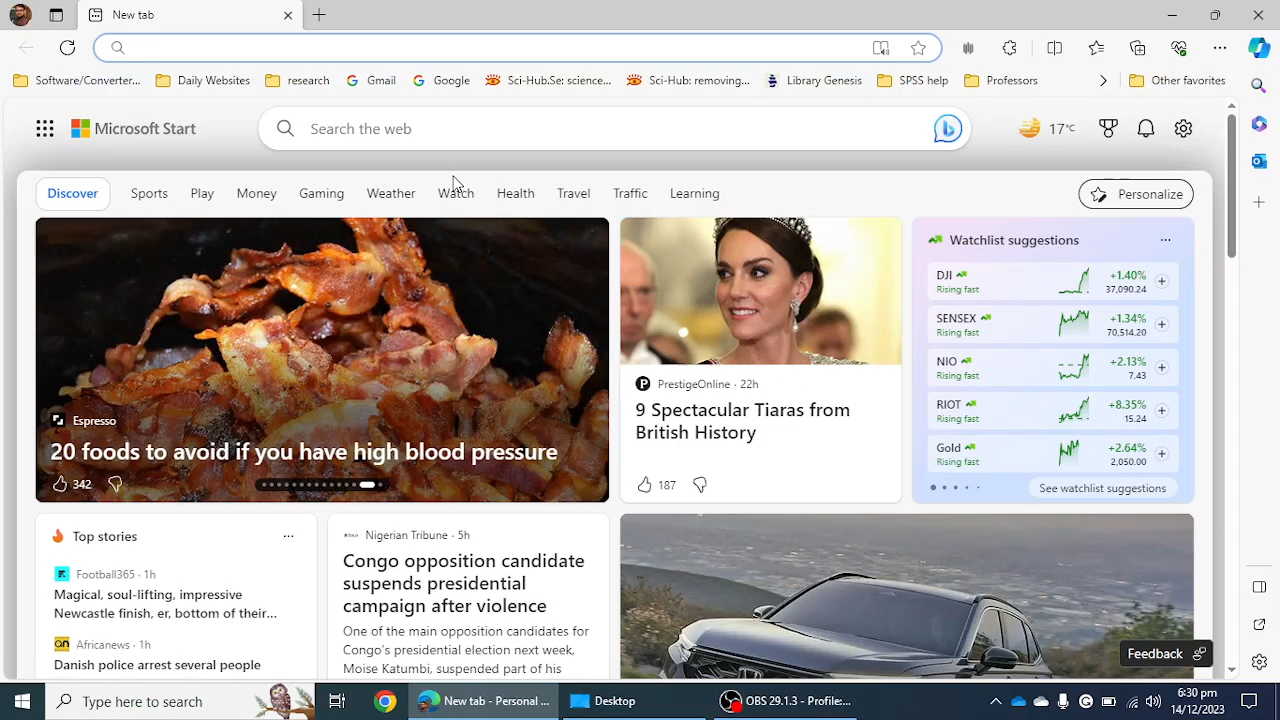 New tab
Software/Converter...
Daily Websites
research
Gmail
Google
Sci-Hub.Se: science...
Sci-Hub: removing...
Library Genesis
SPSS help
Professors
Other favorites
Microsoft Start
Search the web
17°C
Discover
Sports
Play
Money
Gaming
Weather
Watch
Health
Travel
Traffic
Learning
Personalize
Espresso
20 foods to avoid if you have high blood pressure
342
PrestigeOnline · 22h
9 Spectacular Tiaras from
British History
187
Watchlist suggestions
DJI
+1.40%
Rising fast
37,090.24
SENSEX
+1.34%
Rising fast
70,514.20
NIO
+2.13%
Rising fast
7.43
RIOT
+8.35%
Rising fast
15.24
Gold
+2.64%
Rising fast
2,050.00
See watchlist suggestions
Top stories
Football365 · 1h
Magical, soul-lifting, impressive
Newcastle finish, er, bottom of their...
Africanews · 1h
Danish police arrest several people
Nigerian Tribune · 5h
Congo opposition candidate
suspends presidential
campaign after violence
One of the main opposition candidates for
Congo's presidential election next week,
Moise Katumbi, suspended part of his
Feedback
Type here to search
New tab - Personal ...
Desktop
OBS 29.1.3 - Profile:...
6:30 pm
14/12/2023